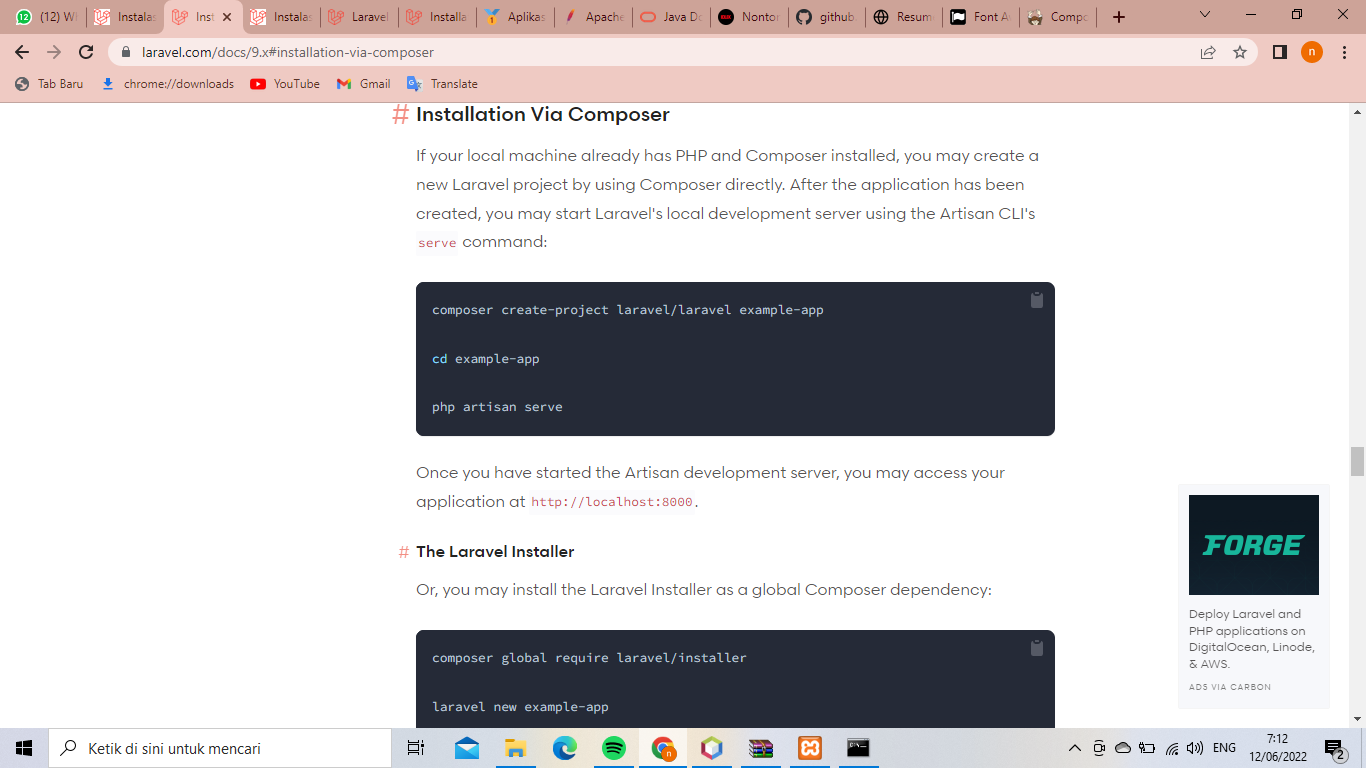 (12) W
Instalas
Inst
Instalas
Laravel
Installa
Aplikas
Apache
Java Do
Nontor
github.
Resum
Font A
Compo
laravel.com/docs/9.x#installation-via-composer
n
Tab Baru
chrome://downloads
YouTube
Gmail
Translate
# Installation Via Composer
If your local machine already has PHP and Composer installed, you may create a
new Laravel project by using Composer directly. After the application has been
created, you may start Laravel's local development server using the Artisan CLI's
serve command:
composer create-project laravel/laravel example-app
cd example-app
php artisan serve
Once you have started the Artisan development server, you may access your
application at http://localhost:8000.
# The Laravel Installer
Or, you may install the Laravel Installer as a global Composer dependency:
composer global require laravel/installer
laravel new example-app
FORGE
Deploy Laravel and
PHP applications on
DigitalOcean, Linode,
& AWS.
ADS VIA CARBON
Ketik di sini untuk mencari
ENG
7:12
12/06/2022
2